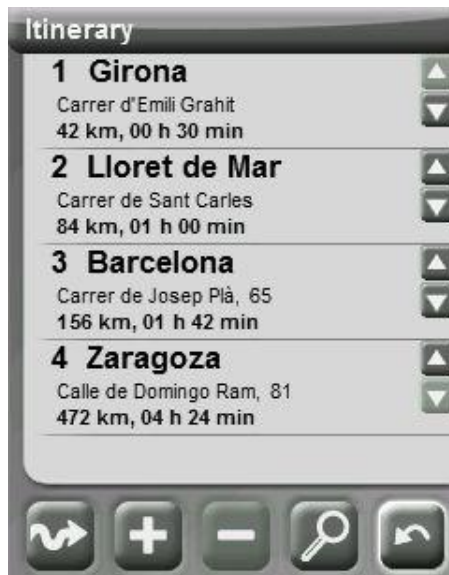 Itinerary
1 Girona
Carrer d'Emili Grahit
42 km, 00 h 30 min
2 Lloret de Mar
Carrer de Sant Carles
84 km, 01 h 00 min
3 Barcelona
Carrer de Josep Plà, 65
156 km, 01 h 42 min
4 Zaragoza
Calle de Domingo Ram, 81
472 km, 04 h 24 min